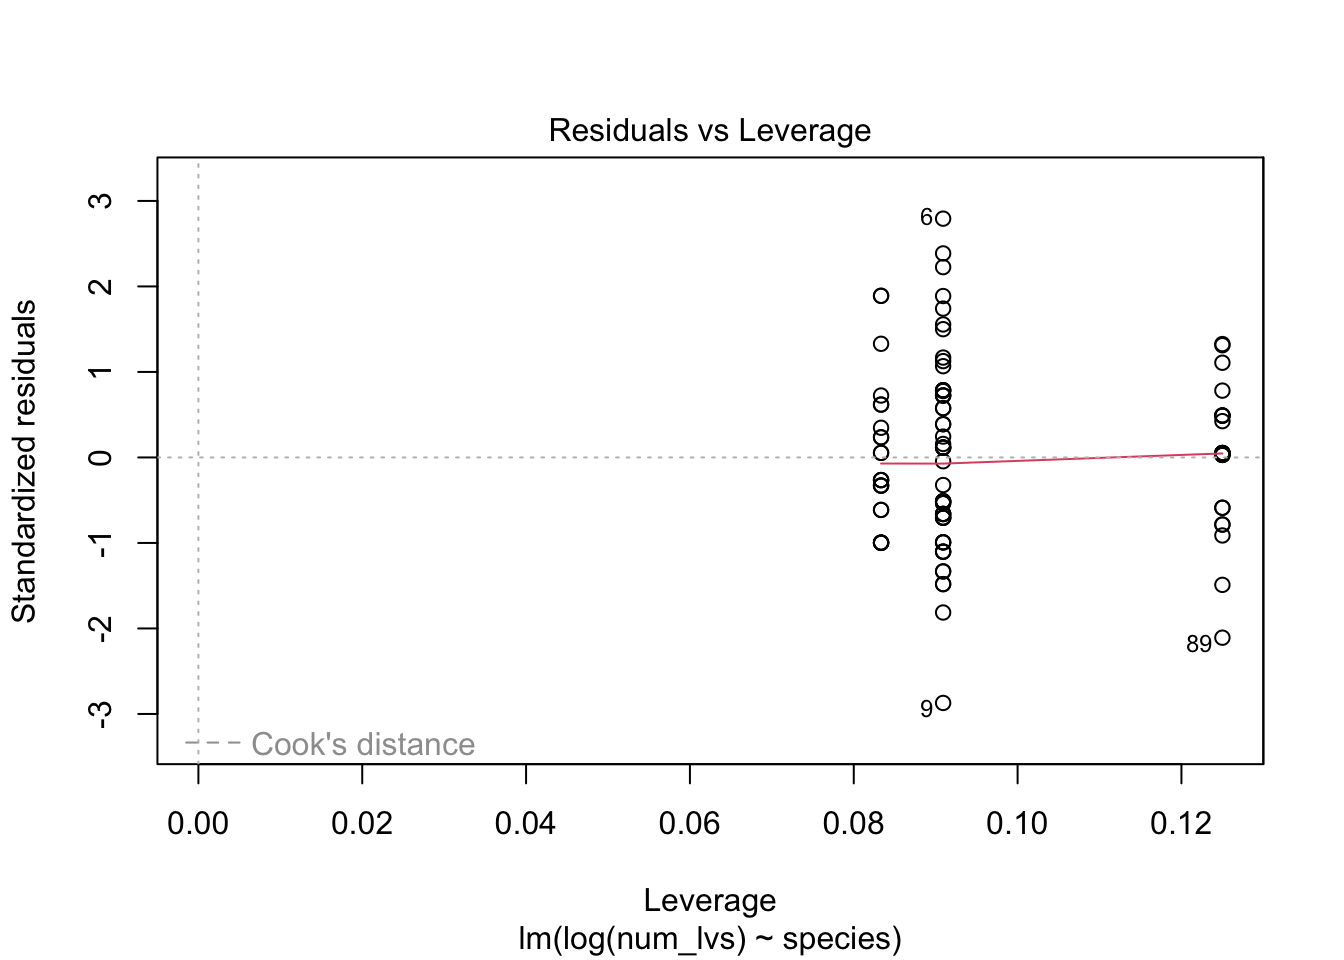 Residuals vs Leverage
Standardized residuals
3
2
1
0
-1
-2
-3
6
89
9
Cook's distance
0.00 0.02 0.04 0.06 0.08 0.10 0.12
Leverage
lm(log(num_lvs) ~ species)